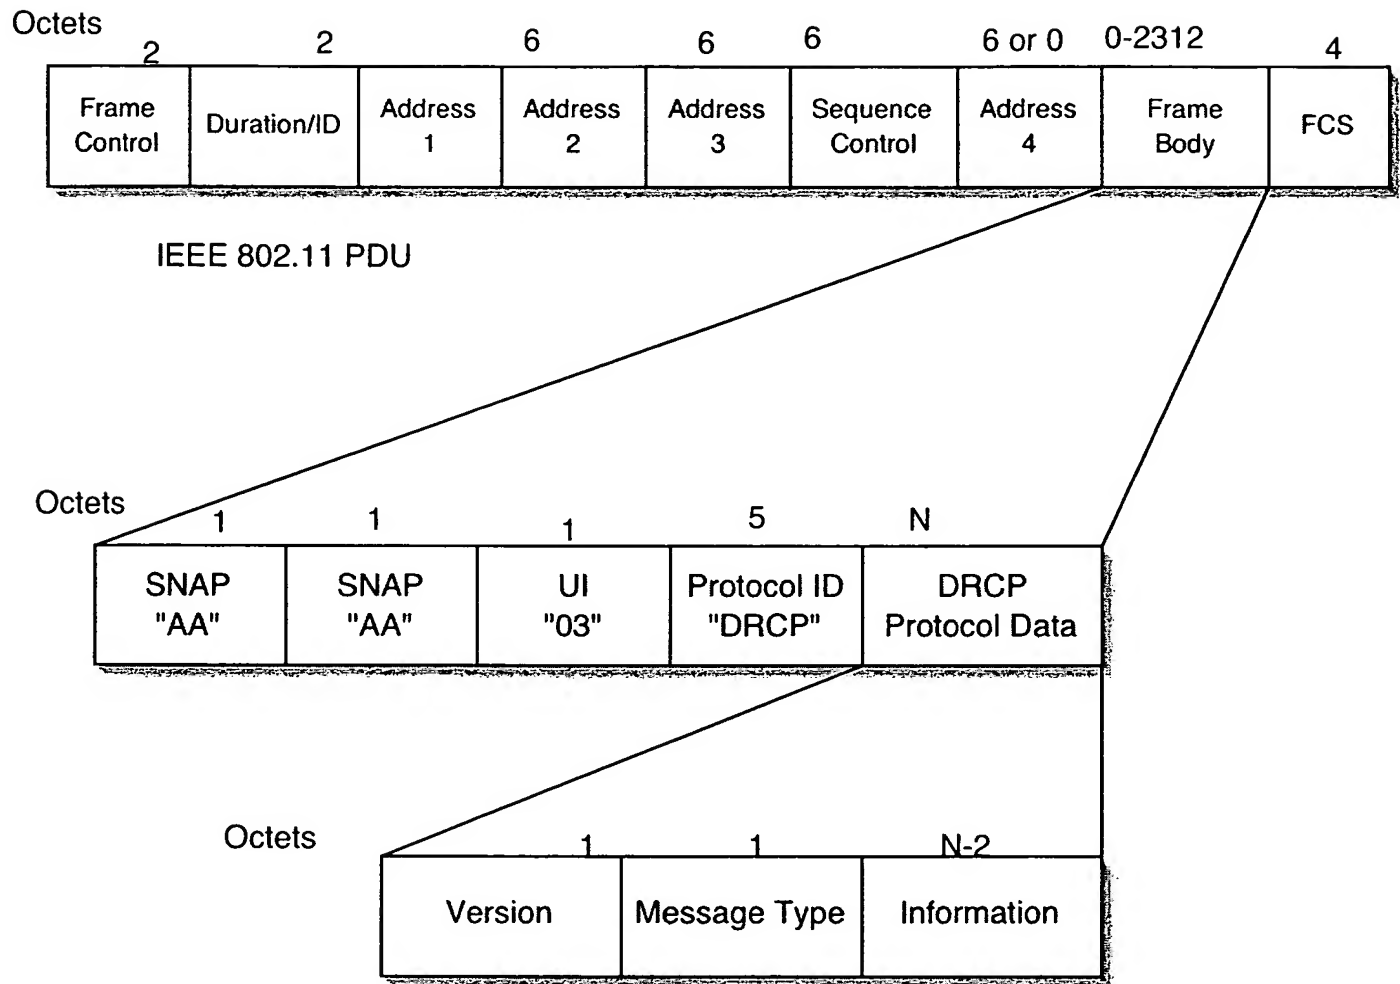 Octets
2 2 6 6 6 6 or 0 0-2312 4
Frame Control
Duration/ID
Address 1
Address 2
Address 3
Sequence Control
Address 4
Frame Body
FCS
IEEE 802.11 PDU
Octets
1 1 1 5 N
SNAP "AA"
SNAP "AA"
UI "03"
Protocol ID "DRCP"
DRCP Protocol Data
Octets
1 1 N-2
Version
Message Type
Information